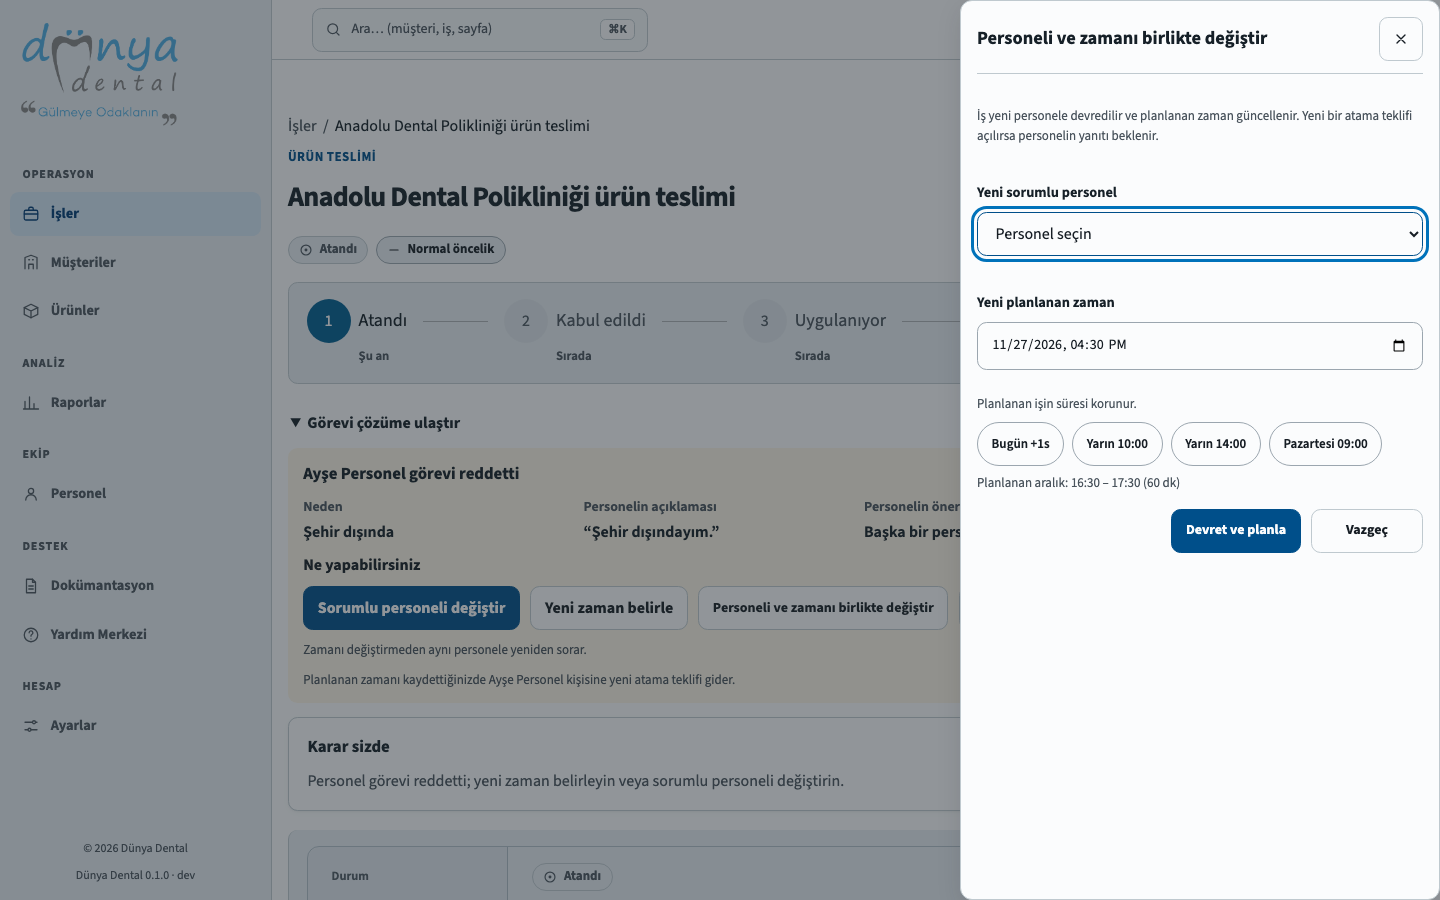 dünya
dental
“Gülmeye Odaklanın”
OPERASYON
İşler
Müşteriler
Ürünler
ANALİZ
Raporlar
EKİP
Personel
DESTEK
Dokümantasyon
Yardım Merkezi
HESAP
Ayarlar
© 2026 Dünya Dental
Dünya Dental 0.1.0 · dev
Ara… (müşteri, iş, sayfa) ⌘K
İşler / Anadolu Dental Polikliniği ürün teslimi
ÜRÜN TESLİMİ
Anadolu Dental Polikliniği ürün teslimi
Atandı — Normal öncelik
1 Atandı 2 Kabul edildi 3 Uygulanıyor
Şu an Sırada Sırada
▼ Görevi çözüme ulaştır
Ayşe Personel görevi reddetti
Neden Personelin açıklaması Personelin öner
Şehir dışında “Şehir dışındayım.” Başka bir pers
Ne yapabilirsiniz
Sorumlu personeli değiştir Yeni zaman belirle Personeli ve zamanı birlikte değiştir
Zamanı değiştirmeden aynı personele yeniden sorar.
Planlanan zamanı kaydettiğinizde Ayşe Personel kişisine yeni atama teklifi gider.
Karar sizde
Personel görevi reddetti; yeni zaman belirleyin veya sorumlu personeli değiştirin.
Durum Atandı
Personeli ve zamanı birlikte değiştir
İş yeni personele devredilir ve planlanan zaman güncellenir. Yeni bir atama teklifi
açılırsa personelin yanıtı beklenir.
Yeni sorumlu personel
Personel seçin
Yeni planlanan zaman
11/27/2026, 04:30 PM
Planlanan işin süresi korunur.
Bugün +1s Yarın 10:00 Yarın 14:00 Pazartesi 09:00
Planlanan aralık: 16:30 – 17:30 (60 dk)
Devret ve planla Vazgeç